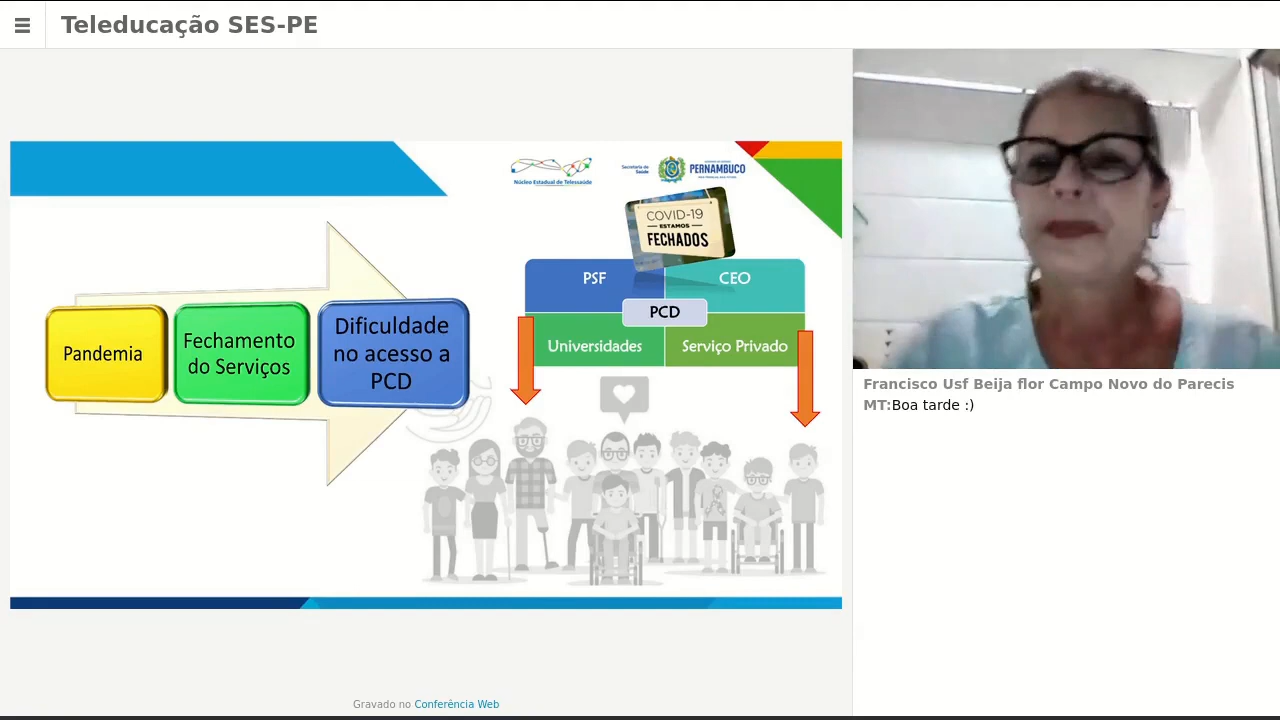 Teleducação SES-PE
Núcleo Estadual de Telessaúde
Secretaria de
Saúde
PERNAMBUCO
COVID-19
ESTAMOS
FECHADOS
PSF
CEO
PCD
Universidades
Serviço Privado
Pandemia
Fechamento
do Serviços
Dificuldade
no acesso a
PCD
Francisco Usf Beija flor Campo Novo do Parecis
MT:Boa tarde :)
Gravado no Conferência Web